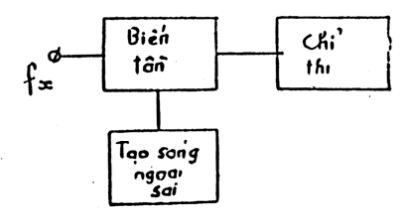 Biến
tần
Chỉ
thị
fx
Tạo sóng
ngoại
sai